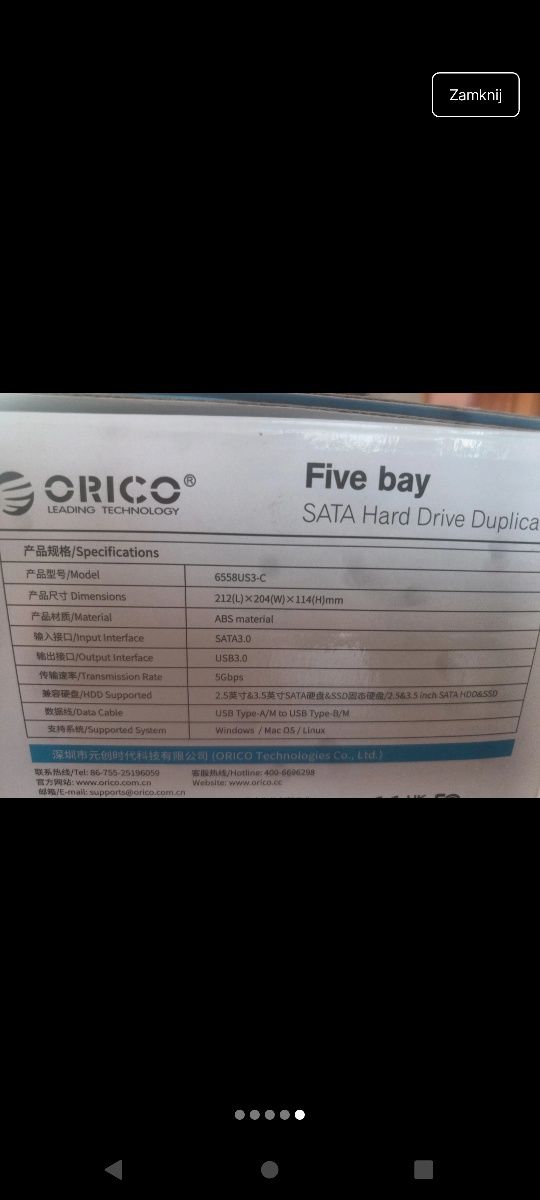 Zamknij
ORICO®
LEADING TECHNOLOGY
Five bay
SATA Hard Drive Duplica
产品规格/Specifications
产品型号/Model 6558US3-C
产品尺寸 Dimensions 212(L)×204(W)×114(H)mm
产品材质/Material ABS material
输入接口/Input Interface SATA3.0
输出接口/Output Interface USB3.0
传输速率/Transmission Rate 5Gbps
兼容硬盘/HDD Supported 2.5英寸&3.5英寸SATA硬盘&SSD固态硬盘/2.5&3.5 inch SATA HDD&SSD
数据线/Data Cable USB Type-A/M to USB Type-B/M
支持系统/Supported System Windows / Mac OS / Linux
深圳市元创时代科技有限公司 (ORICO Technologies Co., Ltd.)
联系热线/Tel: 86-755-25196059 客服热线/Hotline: 400-6696298
官方网站: www.orico.com.cn Website: www.orico.cc
邮箱/E-mail: supports@orico.com.cn